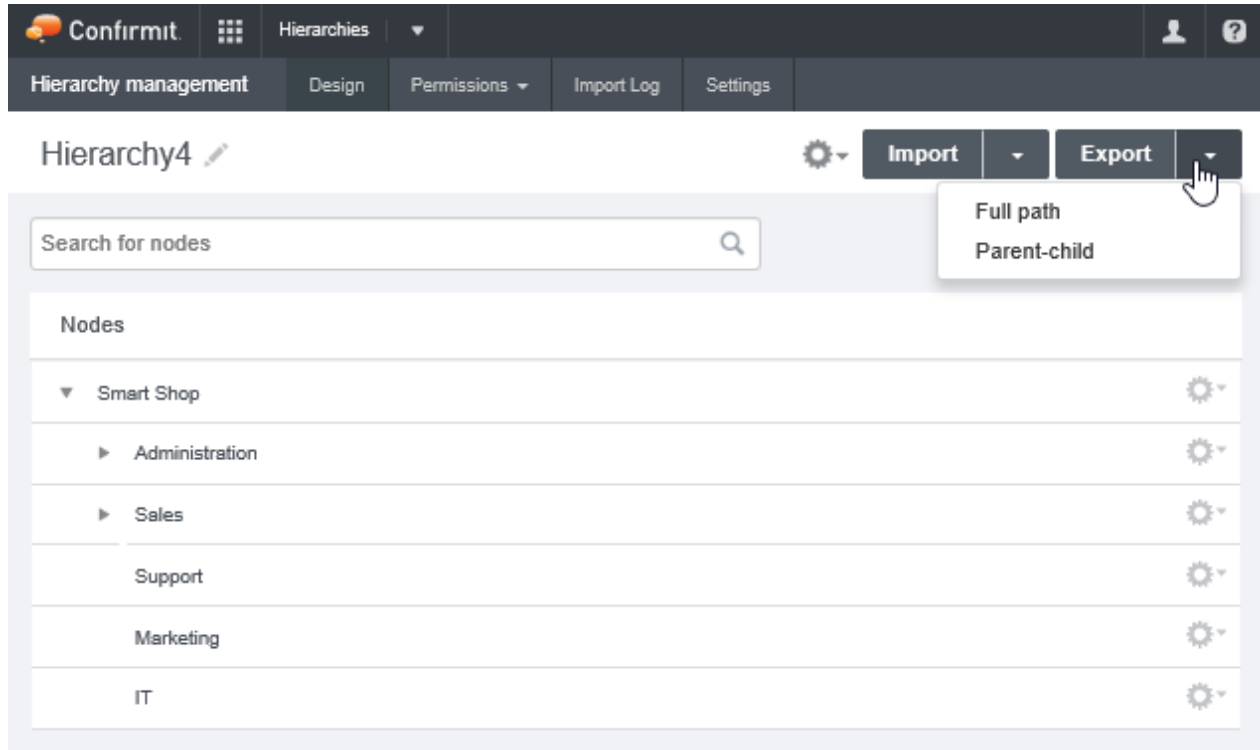 Confirmit. Hierarchies
Hierarchy management Design Permissions Import Log Settings
Hierarchy4 Import Export
Full path
Parent-child
Search for nodes
Nodes
Smart Shop
Administration
Sales
Support
Marketing
IT